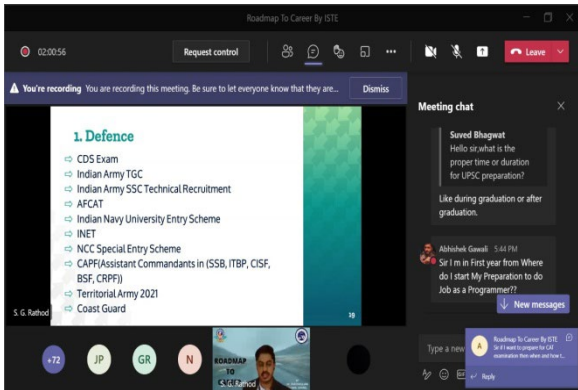 Roadmap To Career By ISTE
02:00:56
Request control
Leave
You're recording You are recording this meeting. Be sure to let everyone know that they are...
Dismiss
Meeting chat
1. Defence
CDS Exam
Indian Army TGC
Indian Army SSC Technical Recruitment
AFCAT
Indian Navy University Entry Scheme
INET
NCC Special Entry Scheme
CAPF(Assistant Commandants in (SSB, ITBP, CISF,
BSF, CRPF))
Territorial Army 2021
Coast Guard
19
S. G. Rathod
Suved Bhagwat
Hello sir,what is the
proper time or duration
for UPSC preparation?
Like during graduation or after
graduation.
Abhishek Gawali 5:44 PM
Sir I m in First year from Where
do I start My Preparation to do
Job as a Programmer??
New messages
+72
JP
GR
N
ROADMAP
TO
Rathod
Type a new
A
Roadmap To Career By ISTE
Sir if I want to prepare for CAT
examination then when and how t...
Reply